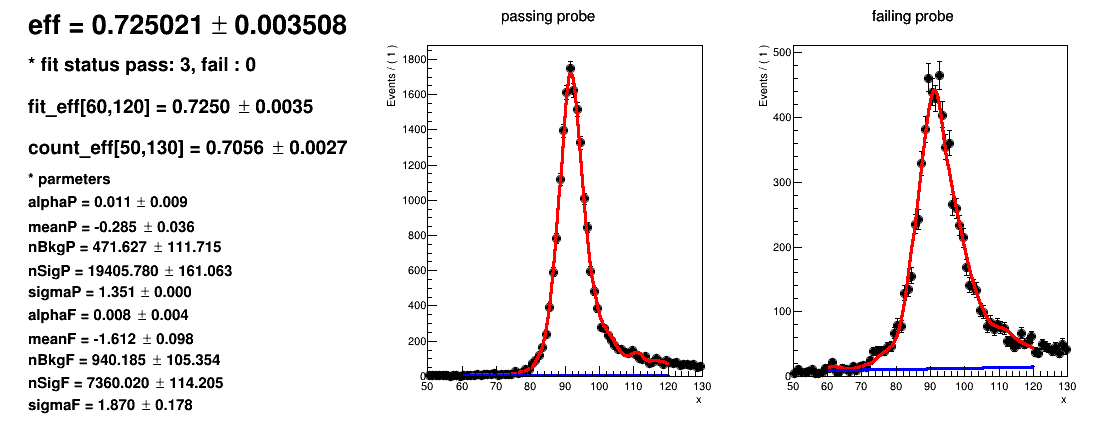 eff = 0.725021 ± 0.003508
* fit status pass: 3, fail : 0
fit_eff[60,120] = 0.7250 ± 0.0035
count_eff[50,130] = 0.7056 ± 0.0027
* parmeters
alphaP = 0.011 ± 0.009
meanP = -0.285 ± 0.036
nBkgP = 471.627 ± 111.715
nSigP = 19405.780 ± 161.063
sigmaP = 1.351 ± 0.000
alphaF = 0.008 ± 0.004
meanF = -1.612 ± 0.098
nBkgF = 940.185 ± 105.354
nSigF = 7360.020 ± 114.205
sigmaF = 1.870 ± 0.178
passing probe
Events / ( 1 )
1800
1600
1400
1200
1000
800
600
400
200
0
50 60 70 80 90 100 110 120 130
x
failing probe
Events / ( 1 )
500
400
300
200
100
0
50 60 70 80 90 100 110 120 130
x